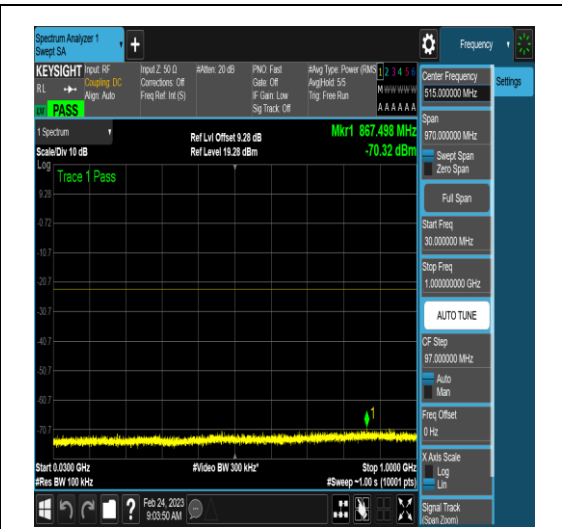 Spectrum Analyzer 1
Swept SA
+
Frequency
KEYSIGHT
RL
Input: RF
Coupling: DC
Align: Auto
Input Z: 50 Ω
Corrections: Off
Freq Ref: Int (S)
#Atten: 20 dB
PNO: Fast
Gate: Off
IF Gain: Low
Sig Track: Off
#Avg Type: Power (RMS
Avg|Hold: 5/5
Trig: Free Run
1 2 3 4 5 6
M W W W W W
A A A A A A
PASS
1 Spectrum
Scale/Div 10 dB
Ref Lvl Offset 9.28 dB
Ref Level 19.28 dBm
Mkr1 867.498 MHz
-70.32 dBm
Log
Trace 1 Pass
9.28
-0.72
-10.7
-20.7
-30.7
-40.7
-50.7
-60.7
-70.7
1
Start 0.0300 GHz
#Res BW 100 kHz
#Video BW 300 kHz*
Stop 1.0000 GHz
#Sweep ~1.00 s (10001 pts)
Feb 24, 2023
9:03:50 AM
?
Center Frequency
515.000000 MHz
Settings
Span
970.000000 MHz
Swept Span
Zero Span
Full Span
Start Freq
30.000000 MHz
Stop Freq
1.000000000 GHz
AUTO TUNE
CF Step
97.000000 MHz
Auto
Man
Freq Offset
0 Hz
X Axis Scale
Log
Lin
Signal Track
(Span Zoom)